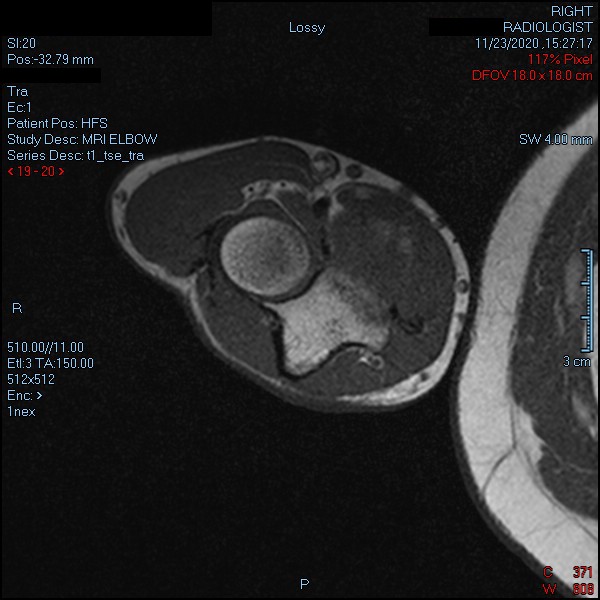 RIGHT
Lossy
RADIOLOGIST
SI:20
11/23/2020 ,15:27:17
Pos:-32.79 mm
117% Pixel
DFOV 18.0 x 18.0 cm
Tra
Ec:1
Patient Pos: HFS
Study Desc: MRI ELBOW
SW 4.00 mm
Series Desc: t1_tse_tra
< 19 - 20 >
R
510.00//11.00
Etl:3 TA:150.00
3 cm
512x512
Enc: >
1nex
P
C 371
W 808